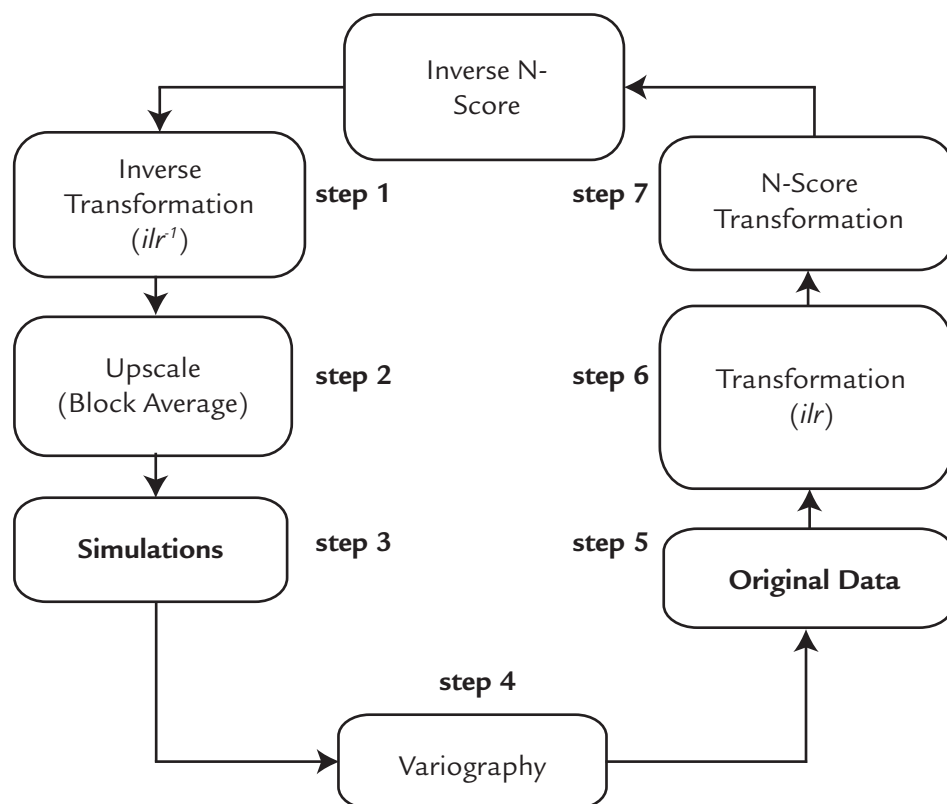 Inverse N-
Score
Inverse
Transformation
(ilr⁻¹)
step 1
step 7
N-Score
Transformation
Upscale
(Block Average)
step 2
step 6
Transformation
(ilr)
Simulations
step 3
step 5
Original Data
step 4
Variography